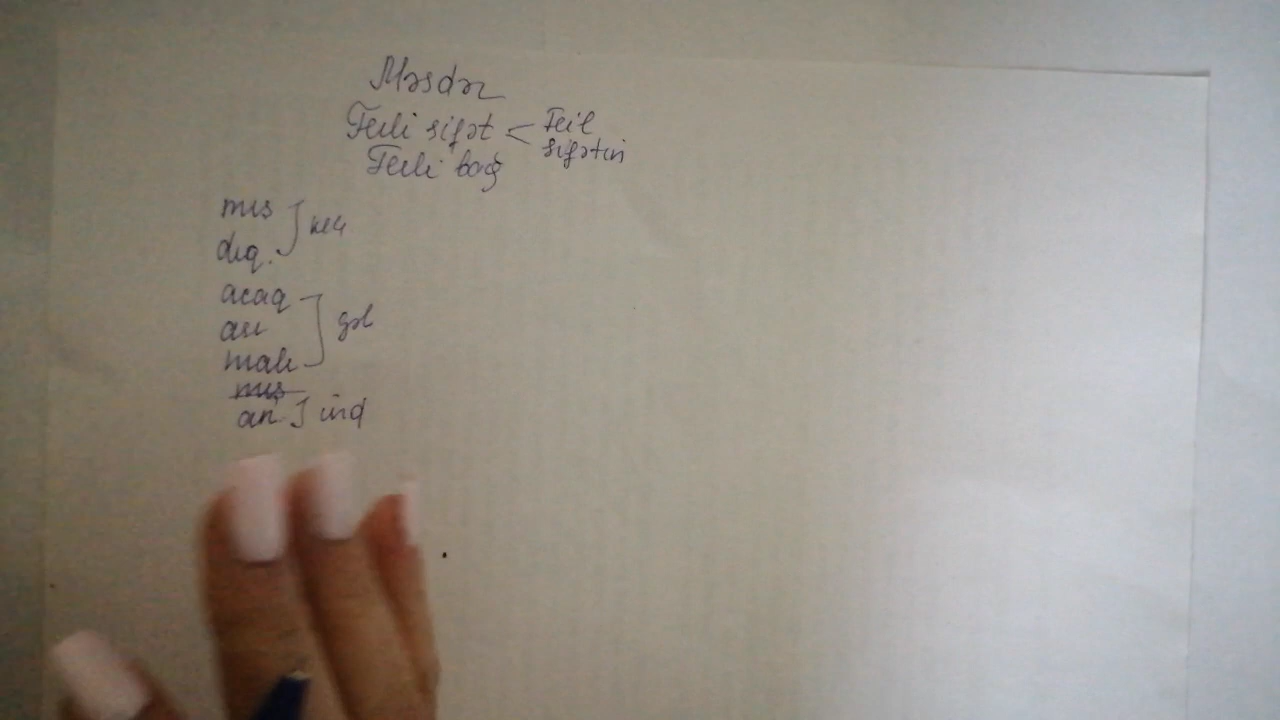 Məsdər
Feili sifət < Feil
sifətin
Feili bağ
mış
dıq.
] keç
acaq
ası
malı
] gəl
mış
an. ] ind